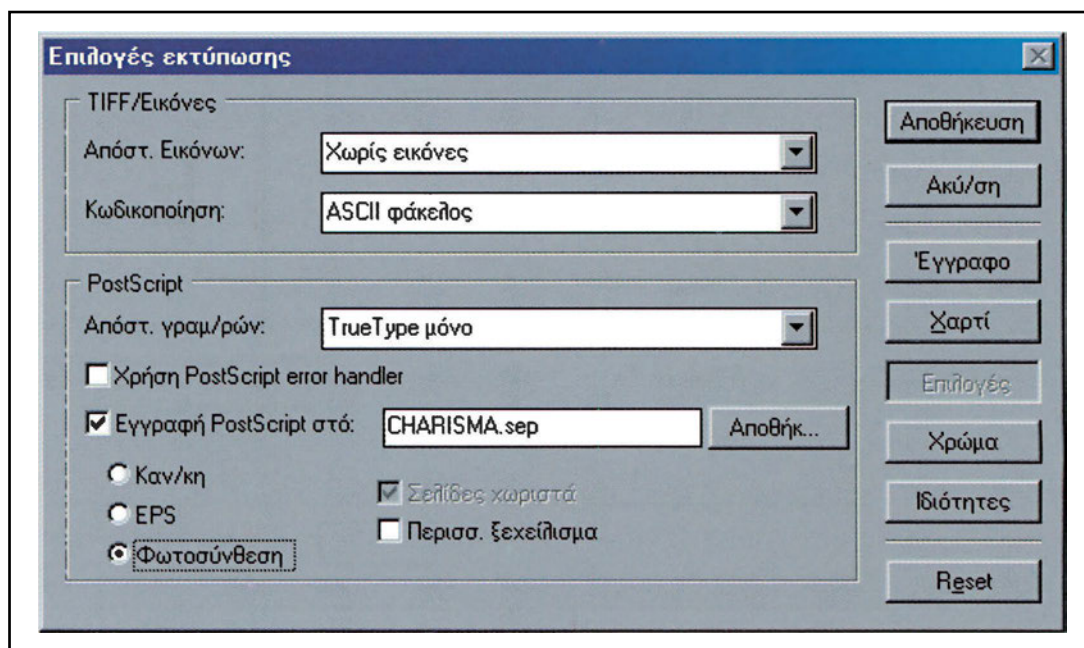 Επιλογές εκτύπωσης
TIFF/Εικόνες
Απόστ. Εικόνων: Χωρίς εικόνες
Κωδικοποίηση: ASCII φάκελος
PostScript
Απόστ. γραμ/ρών: TrueType μόνο
Χρήση PostScript error handler
Εγγραφή PostScript στό: CHARISMA.sep Αποθήκ...
Καν/κη
EPS
Φωτοσύνθεση
Σελίδες χωριστά
Περισσ. ξεχείλισμα
Αποθήκευση
Ακύ/ση
Έγγραφο
Χαρτί
Επιλογές
Χρώμα
Ιδιότητες
Reset